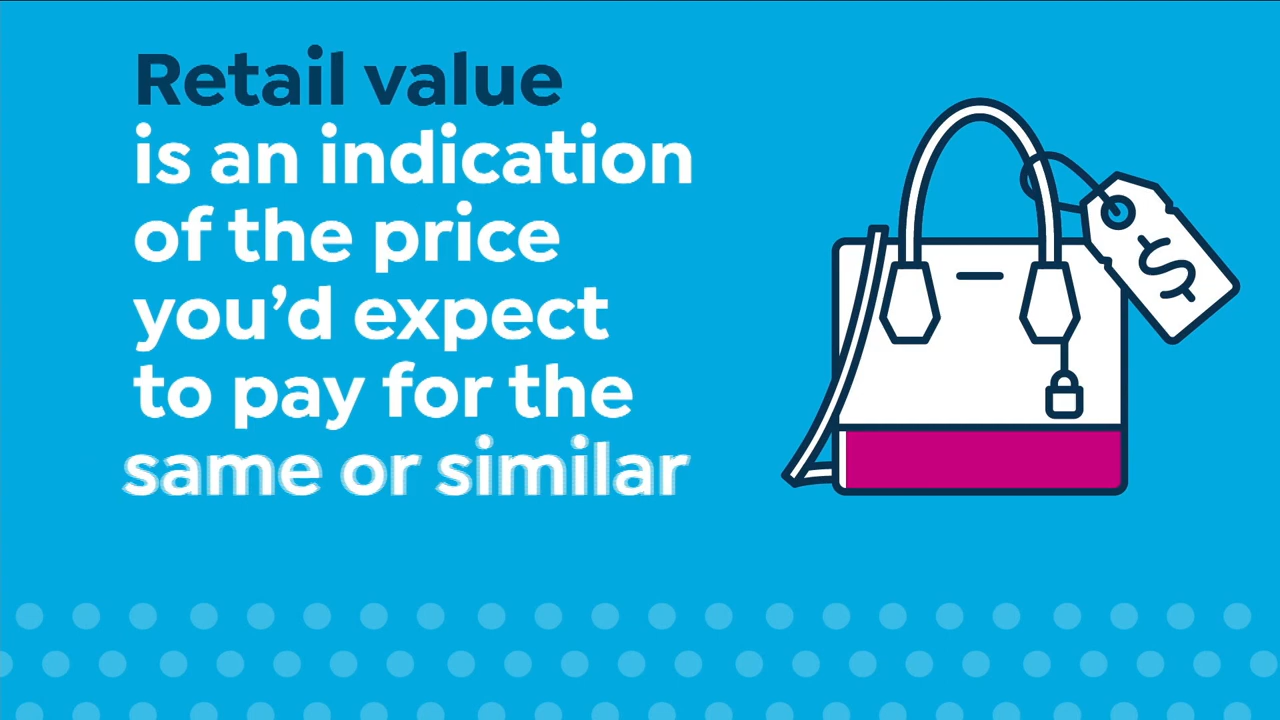 Retail value
is an indication
of the price
you’d expect
to pay for the
same or similar
$